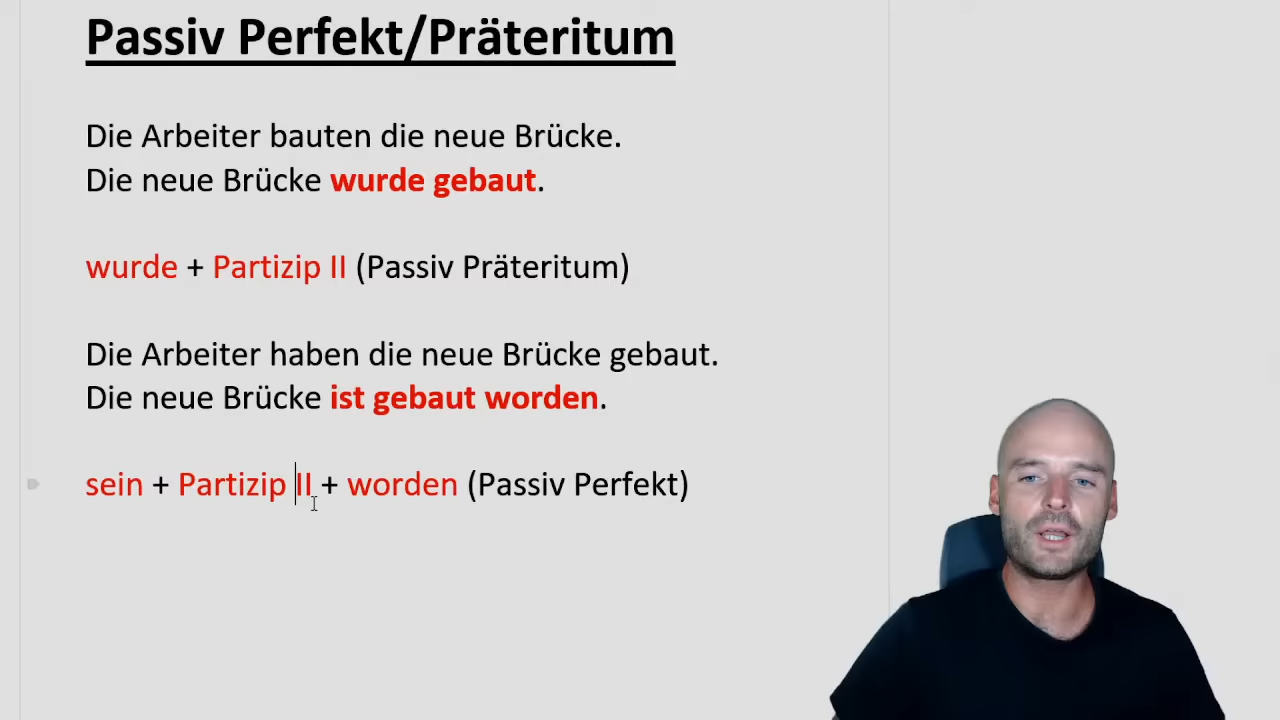 Passiv Perfekt/Präteritum
Die Arbeiter bauten die neue Brücke.
Die neue Brücke wurde gebaut.
wurde + Partizip II (Passiv Präteritum)
Die Arbeiter haben die neue Brücke gebaut.
Die neue Brücke ist gebaut worden.
sein + Partizip II + worden (Passiv Perfekt)